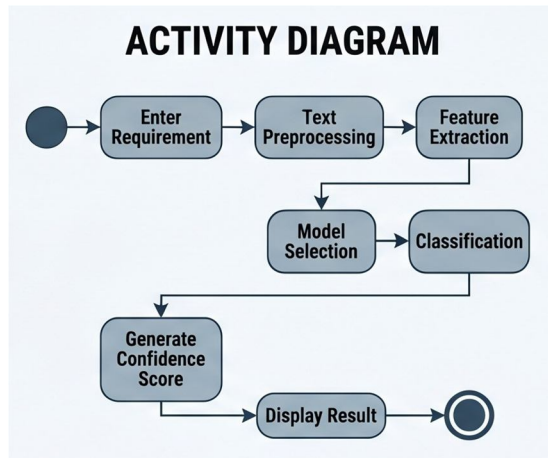 ACTIVITY DIAGRAM
Enter
Requirement
Text
Preprocessing
Feature
Extraction
Model
Selection
Classification
Generate
Confidence
Score
Display Result